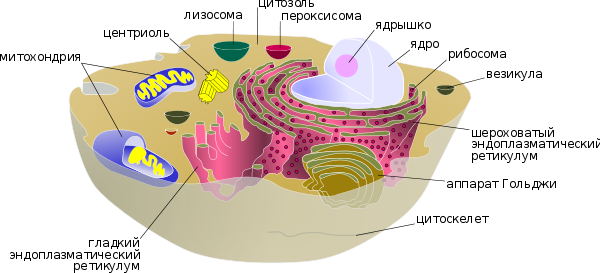 цитозоль
лизосома
пероксисома
ядрышко
центриоль
ядро
рибосома
митохондрия
везикула
шероховатый
эндоплазматический
ретикулум
аппарат Гольджи
цитоскелет
гладкий
эндоплазматический
ретикулум